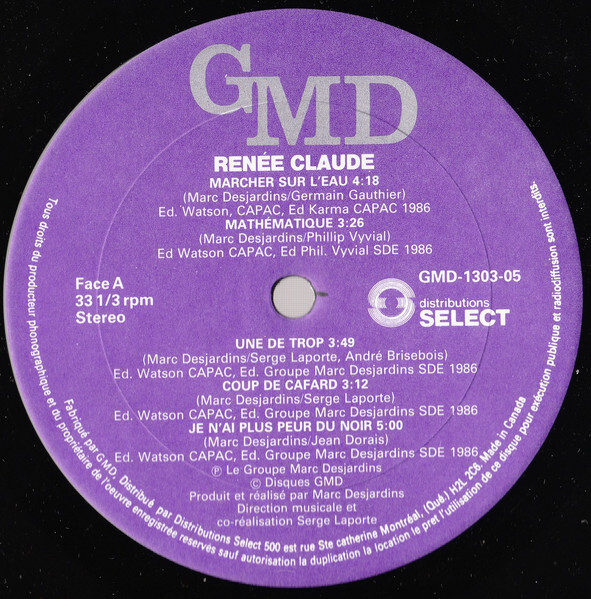 GMD
RENÉE CLAUDE
MARCHER SUR L'EAU 4:18
(Marc Desjardins/Germain Gauthier)
Ed. Watson, CAPAC, Ed Karma CAPAC 1986
MATHÉMATIQUE 3:26
(Marc Desjardins/Phillip Vyvial)
Ed Watson CAPAC, Ed Phil. Vyvial SDE 1986
Face A
33 1/3 rpm
Stereo
GMD-1303-05
distributions
SELECT
UNE DE TROP 3:49
(Marc Desjardins/Serge Laporte, André Brisebois)
Ed. Watson CAPAC, Ed. Groupe Marc Desjardins SDE 1986
COUP DE CAFARD 3:12
(Marc Desjardins/Serge Laporte)
Ed. Watson CAPAC, Ed. Groupe Marc Desjardins SDE 1986
JE N'AI PLUS PEUR DU NOIR 5:00
(Marc Desjardins/Jean Dorais)
Ed. Watson CAPAC, Ed. Groupe Marc Desjardins SDE 1986
℗ Le Groupe Marc Desjardins
© Disques GMD
Produit et réalisé par Marc Desjardins
Direction musicale et
co-réalisation Serge Laporte
Fabriqué par G.M.D. Distribué par Distributions Select 500 est rue Ste catherine Montréal, (Qué.) H2L 2C6. Made in Canada
Tous droits du producteur phonographique et du propriétaire de l'oeuvre enregistrée réservés sauf autorisation la duplication la location le pret l'utilisation de ce disque pour exécution publique et radiodiffusion sont interdits.